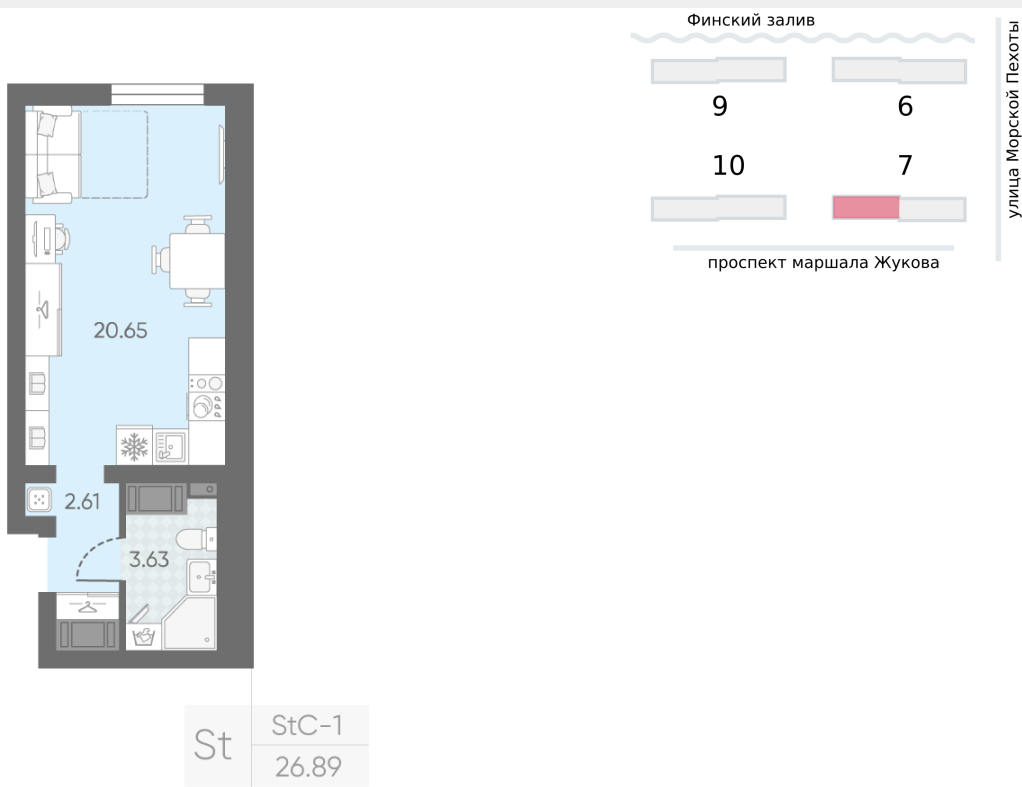 Финский залив
улица Морской Пехоты
9
6
10
7
проспект маршала Жукова
20.65
2.61
3.63
St
StC-1
26.89